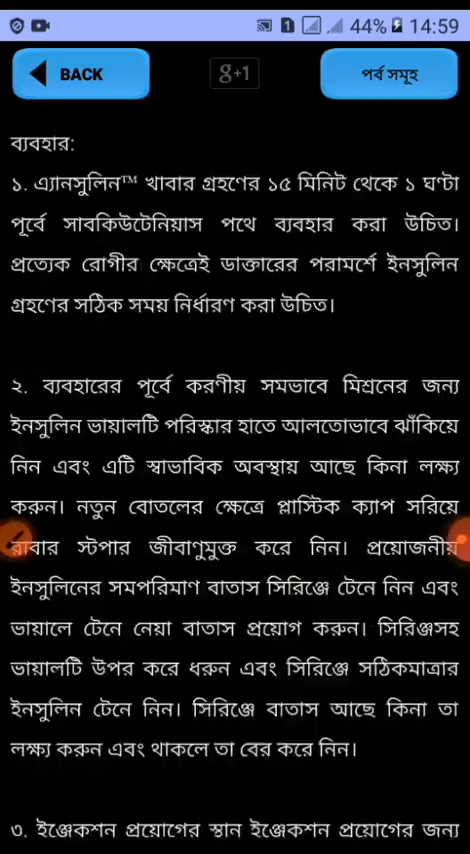 44% 14:59
BACK
g+1
পর্ব সমূহ
ব্যবহার:
১. এ্যানসুলিন™ খাবার গ্রহণের ১৫ মিনিট থেকে ১ ঘণ্টা
পূর্বে সাবকিউটেনিয়াস পথে ব্যবহার করা উচিত।
প্রত্যেক রোগীর ক্ষেত্রেই ডাক্তারের পরামর্শে ইনসুলিন
গ্রহণের সঠিক সময় নির্ধারণ করা উচিত।
২. ব্যবহারের পূর্বে করণীয় সমভাবে মিশ্রনের জন্য
ইনসুলিন ভায়ালটি পরিস্কার হাতে আলতোভাবে ঝাঁকিয়ে
নিন এবং এটি স্বাভাবিক অবস্থায় আছে কিনা লক্ষ্য
করুন। নতুন বোতলের ক্ষেত্রে প্লাস্টিক ক্যাপ সরিয়ে
রাবার স্টপার জীবাণুমুক্ত করে নিন। প্রয়োজনীয়
ইনসুলিনের সমপরিমাণ বাতাস সিরিঞ্জে টেনে নিন এবং
ভায়ালে টেনে নেয়া বাতাস প্রয়োগ করুন। সিরিঞ্জসহ
ভায়ালটি উপর করে ধরুন এবং সিরিঞ্জে সঠিকমাত্রার
ইনসুলিন টেনে নিন। সিরিঞ্জে বাতাস আছে কিনা তা
লক্ষ্য করুন এবং থাকলে তা বের করে নিন।
৩. ইঞ্জেকশন প্রয়োগের স্থান ইঞ্জেকশন প্রয়োগের জন্য